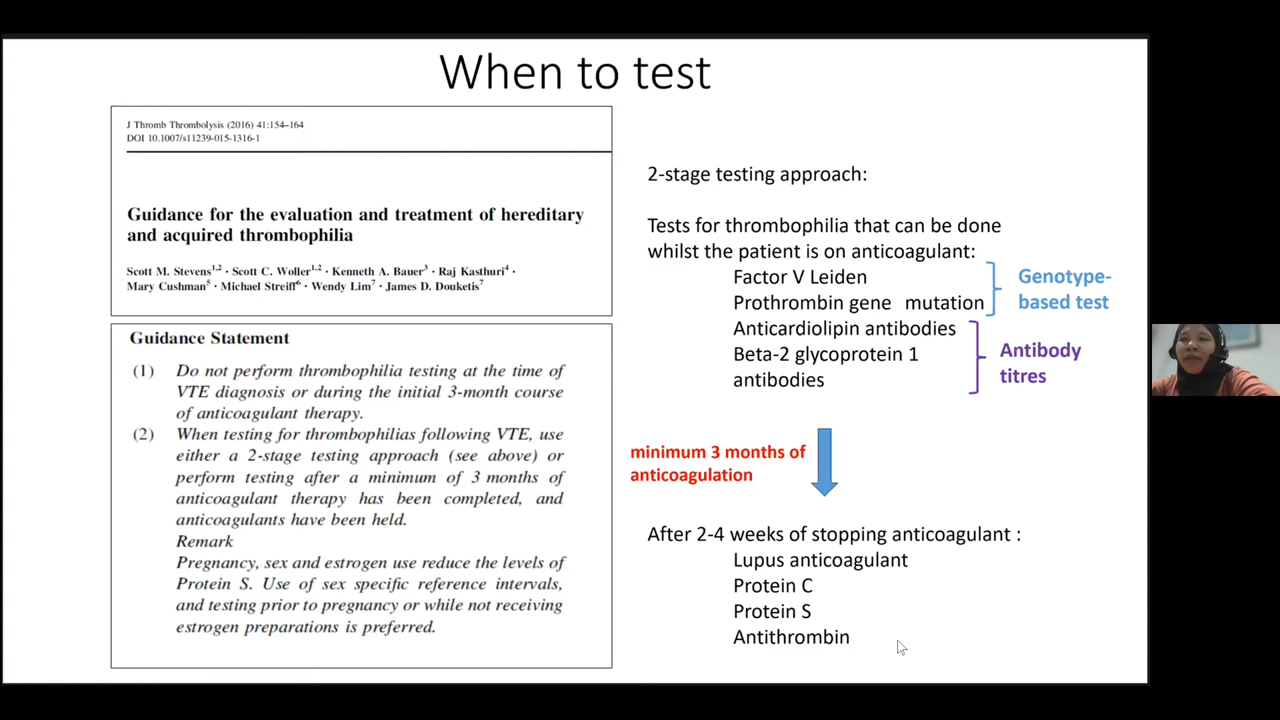 When to test
J Thromb Thrombolysis (2016) 41:154–164
DOI 10.1007/s11239-015-1316-1
Guidance for the evaluation and treatment of hereditary
and acquired thrombophilia
Scott M. Stevens1,2 · Scott C. Woller1,2 · Kenneth A. Bauer3 · Raj Kasthuri4 ·
Mary Cushman5 · Michael Streiff6 · Wendy Lim7 · James D. Douketis7
Guidance Statement
(1) Do not perform thrombophilia testing at the time of
VTE diagnosis or during the initial 3-month course
of anticoagulant therapy.
(2) When testing for thrombophilias following VTE, use
either a 2-stage testing approach (see above) or
perform testing after a minimum of 3 months of
anticoagulant therapy has been completed, and
anticoagulants have been held.
Remark
Pregnancy, sex and estrogen use reduce the levels of
Protein S. Use of sex specific reference intervals,
and testing prior to pregnancy or while not receiving
estrogen preparations is preferred.
2-stage testing approach:
Tests for thrombophilia that can be done
whilst the patient is on anticoagulant:
Factor V Leiden
Prothrombin gene mutation
Anticardiolipin antibodies
Beta-2 glycoprotein 1
antibodies
Genotype-
based test
Antibody
titres
minimum 3 months of
anticoagulation
After 2-4 weeks of stopping anticoagulant :
Lupus anticoagulant
Protein C
Protein S
Antithrombin